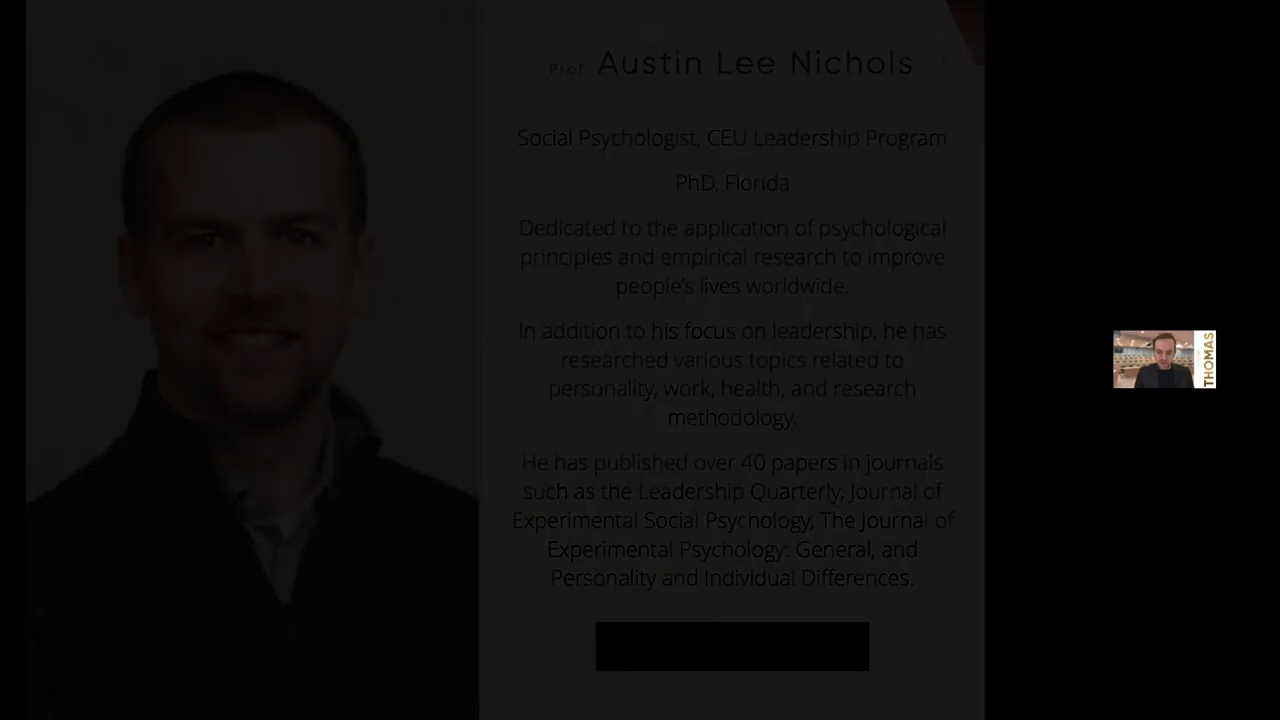 Prof Austin Lee Nichols
Social Psychologist, CEU Leadership Program
PhD, Florida
Dedicated to the application of psychological
principles and empirical research to improve
people's lives worldwide.
In addition to his focus on leadership, he has
researched various topics related to
personality, work, health, and research
methodology.
He has published over 40 papers in journals
such as the Leadership Quarterly, Journal of
Experimental Social Psychology, The Journal of
Experimental Psychology: General, and
Personality and Individual Differences.
THOMAS